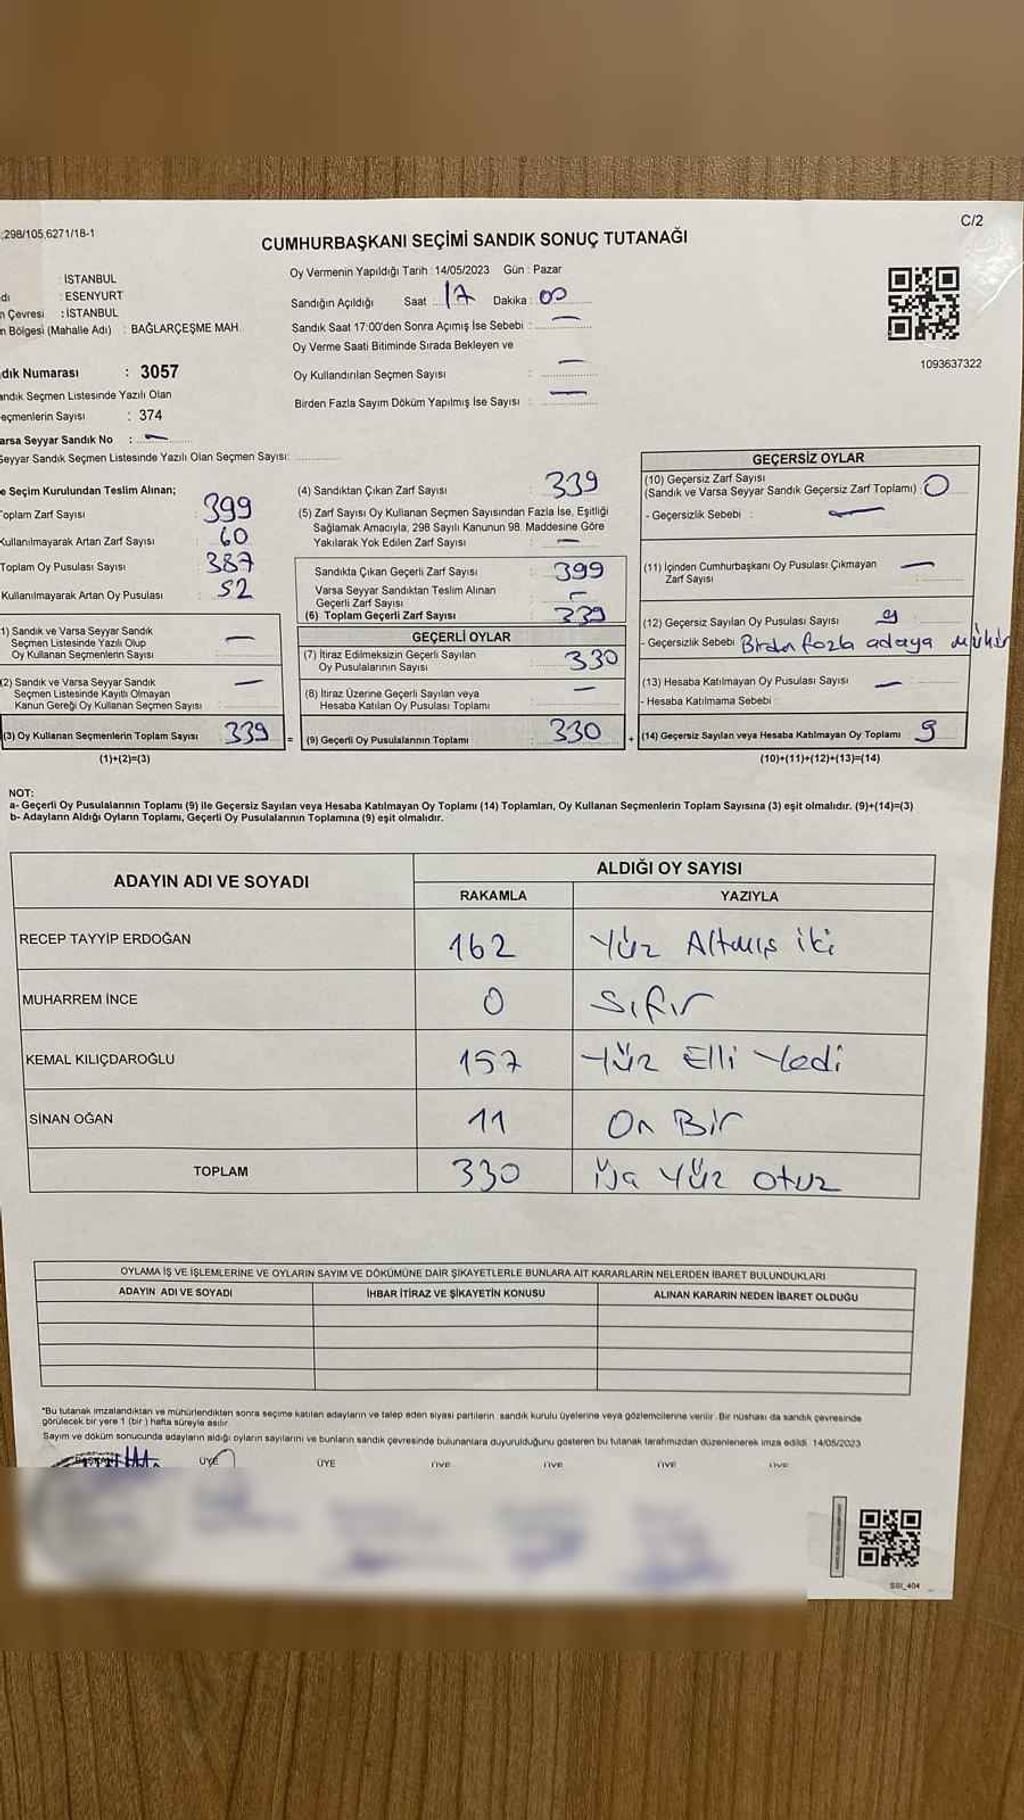 C/2
298/105,6271/18-1
CUMHURBAŞKANI SEÇİMİ SANDIK SONUÇ TUTANAĞI
: İSTANBUL
dı : ESENYURT
n Çevresi : İSTANBUL
n Bölgesi (Mahalle Adı) : BAĞLARÇEŞME MAH.
dık Numarası : 3057
andık Seçmen Listesinde Yazılı Olan
eçmenlerin Sayısı : 374
arsa Seyyar Sandık No : —
Seyyar Sandık Seçmen Listesinde Yazılı Olan Seçmen Sayısı:
Oy Vermenin Yapıldığı Tarih : 14/05/2023 Gün : Pazar
Sandığın Açıldığı Saat : 17 Dakika : 00
Sandık Saat 17:00'den Sonra Açımış İse Sebebi : —
Oy Verme Saati Bitiminde Sırada Bekleyen ve
Oy Kullandırılan Seçmen Sayısı : —
Birden Fazla Sayım Döküm Yapılmış İse Sayısı : —
1093637322
e Seçim Kurulundan Teslim Alınan;
Toplam Zarf Sayısı 399
Kullanılmayarak Artan Zarf Sayısı 60
Toplam Oy Pusulası Sayısı 387
Kullanılmayarak Artan Oy Pusulası 52
1) Sandık ve Varsa Seyyar Sandık
Seçmen Listesinde Yazılı Olup
Oy Kullanan Seçmenlerin Sayısı —
(2) Sandık ve Varsa Seyyar Sandık
Seçmen Listesinde Kayıtlı Olmayan
Kanun Gereği Oy Kullanan Seçmen Sayısı —
(3) Oy Kullanan Seçmenlerin Toplam Sayısı 339
(1)+(2)=(3)
(4) Sandıktan Çıkan Zarf Sayısı 339
(5) Zarf Sayısı Oy Kullanan Seçmen Sayısından Fazla İse, Eşitliği
Sağlamak Amacıyla, 298 Sayılı Kanunun 98. Maddesine Göre
Yakılarak Yok Edilen Zarf Sayısı —
Sandıkta Çıkan Geçerli Zarf Sayısı 399
Varsa Seyyar Sandıktan Teslim Alınan
Geçerli Zarf Sayısı —
(6) Toplam Geçerli Zarf Sayısı 339
GEÇERLİ OYLAR
(7) İtiraz Edilmeksizin Geçerli Sayılan
Oy Pusulalarının Sayısı 330
(8) İtiraz Üzerine Geçerli Sayılan veya
Hesaba Katılan Oy Pusulası Toplamı —
= (9) Geçerli Oy Pusulalarının Toplamı 330
GEÇERSİZ OYLAR
(10) Geçersiz Zarf Sayısı
(Sandık ve Varsa Seyyar Sandık Geçersiz Zarf Toplamı) : 0
- Geçersizlik Sebebi : —
(11) İçinden Cumhurbaşkanı Oy Pusulası Çıkmayan
Zarf Sayısı —
(12) Geçersiz Sayılan Oy Pusulası Sayısı 9
- Geçersizlik Sebebi Birden fazla adaya mühür
(13) Hesaba Katılmayan Oy Pusulası Sayısı —
- Hesaba Katılmama Sebebi
+ (14) Geçersiz Sayılan veya Hesaba Katılmayan Oy Toplamı 9
(10)+(11)+(12)+(13)=(14)
NOT:
a- Geçerli Oy Pusulalarının Toplamı (9) ile Geçersiz Sayılan veya Hesaba Katılmayan Oy Toplamı (14) Toplamları, Oy Kullanan Seçmenlerin Toplam Sayısına (3) eşit olmalıdır. (9)+(14)=(3)
b- Adayların Aldığı Oyların Toplamı, Geçerli Oy Pusulalarının Toplamına (9) eşit olmalıdır.
ADAYIN ADI VE SOYADI
ALDIĞI OY SAYISI
RAKAMLA YAZIYLA
RECEP TAYYİP ERDOĞAN 162 Yüz Altmış iki
MUHARREM İNCE 0 Sıfır
KEMAL KILIÇDAROĞLU 157 Yüz Elli Yedi
SİNAN OĞAN 11 On Bir
TOPLAM 330 Üç Yüz Otuz
OYLAMA İŞ VE İŞLEMLERİNE VE OYLARIN SAYIM VE DÖKÜMÜNE DAİR ŞİKAYETLERLE BUNLARA AİT KARARLARIN NELERDEN İBARET BULUNDUKLARI
ADAYIN ADI VE SOYADI İHBAR İTİRAZ VE ŞİKAYETİN KONUSU ALINAN KARARIN NEDEN İBARET OLDUĞU
*Bu tutanak imzalandıktan ve mühürlendikten sonra seçime katılan adayların ve talep eden siyasi partilerin sandık kurulu üyelerine veya gözlemcilerine verilir. Bir nüshası da sandık çevresinde
görülecek bir yere 1 (bir) hafta süreyle asılır.
Sayım ve döküm sonucunda adayların aldığı oyların sayılarını ve bunların sandık çevresinde bulunanlara duyurulduğunu gösteren bu tutanak tarafımızdan düzenlenerek imza edildi. 14/05/2023
BAŞKAN ÜYE ÜYE ÜYE ÜYE ÜYE ÜYE
SSI_404